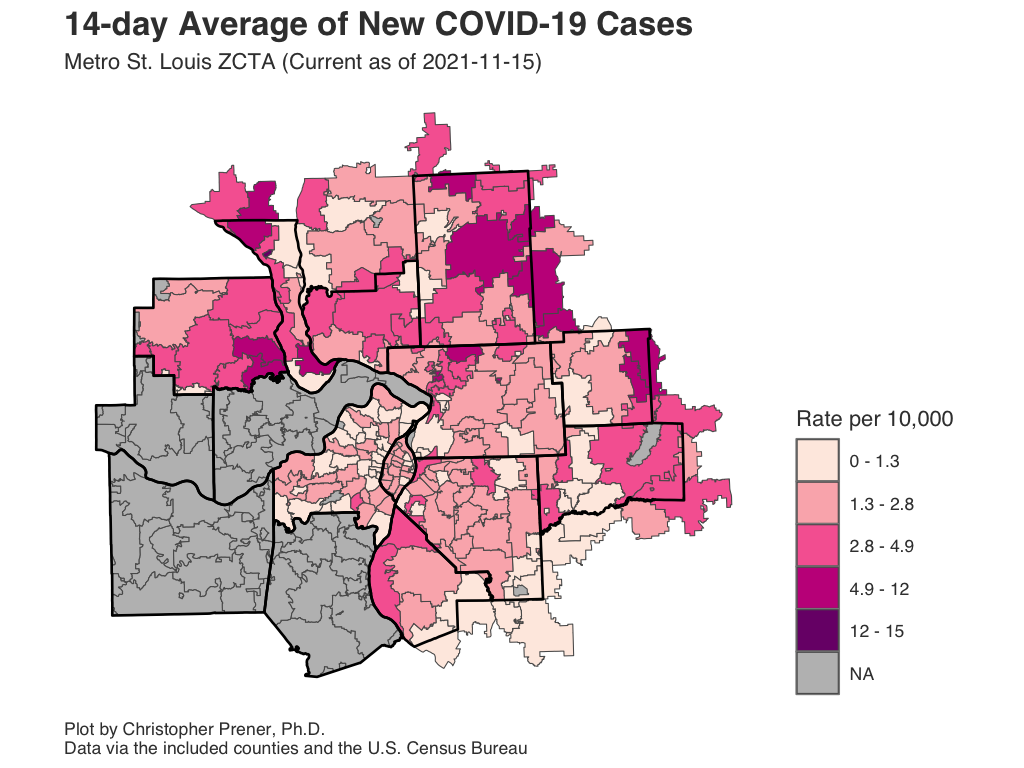 14-day Average of New COVID-19 Cases
Metro St. Louis ZCTA (Current as of 2021-11-15)
Rate per 10,000
0 - 1.3
1.3 - 2.8
2.8 - 4.9
4.9 - 12
12 - 15
NA
Plot by Christopher Prener, Ph.D.
Data via the included counties and the U.S. Census Bureau